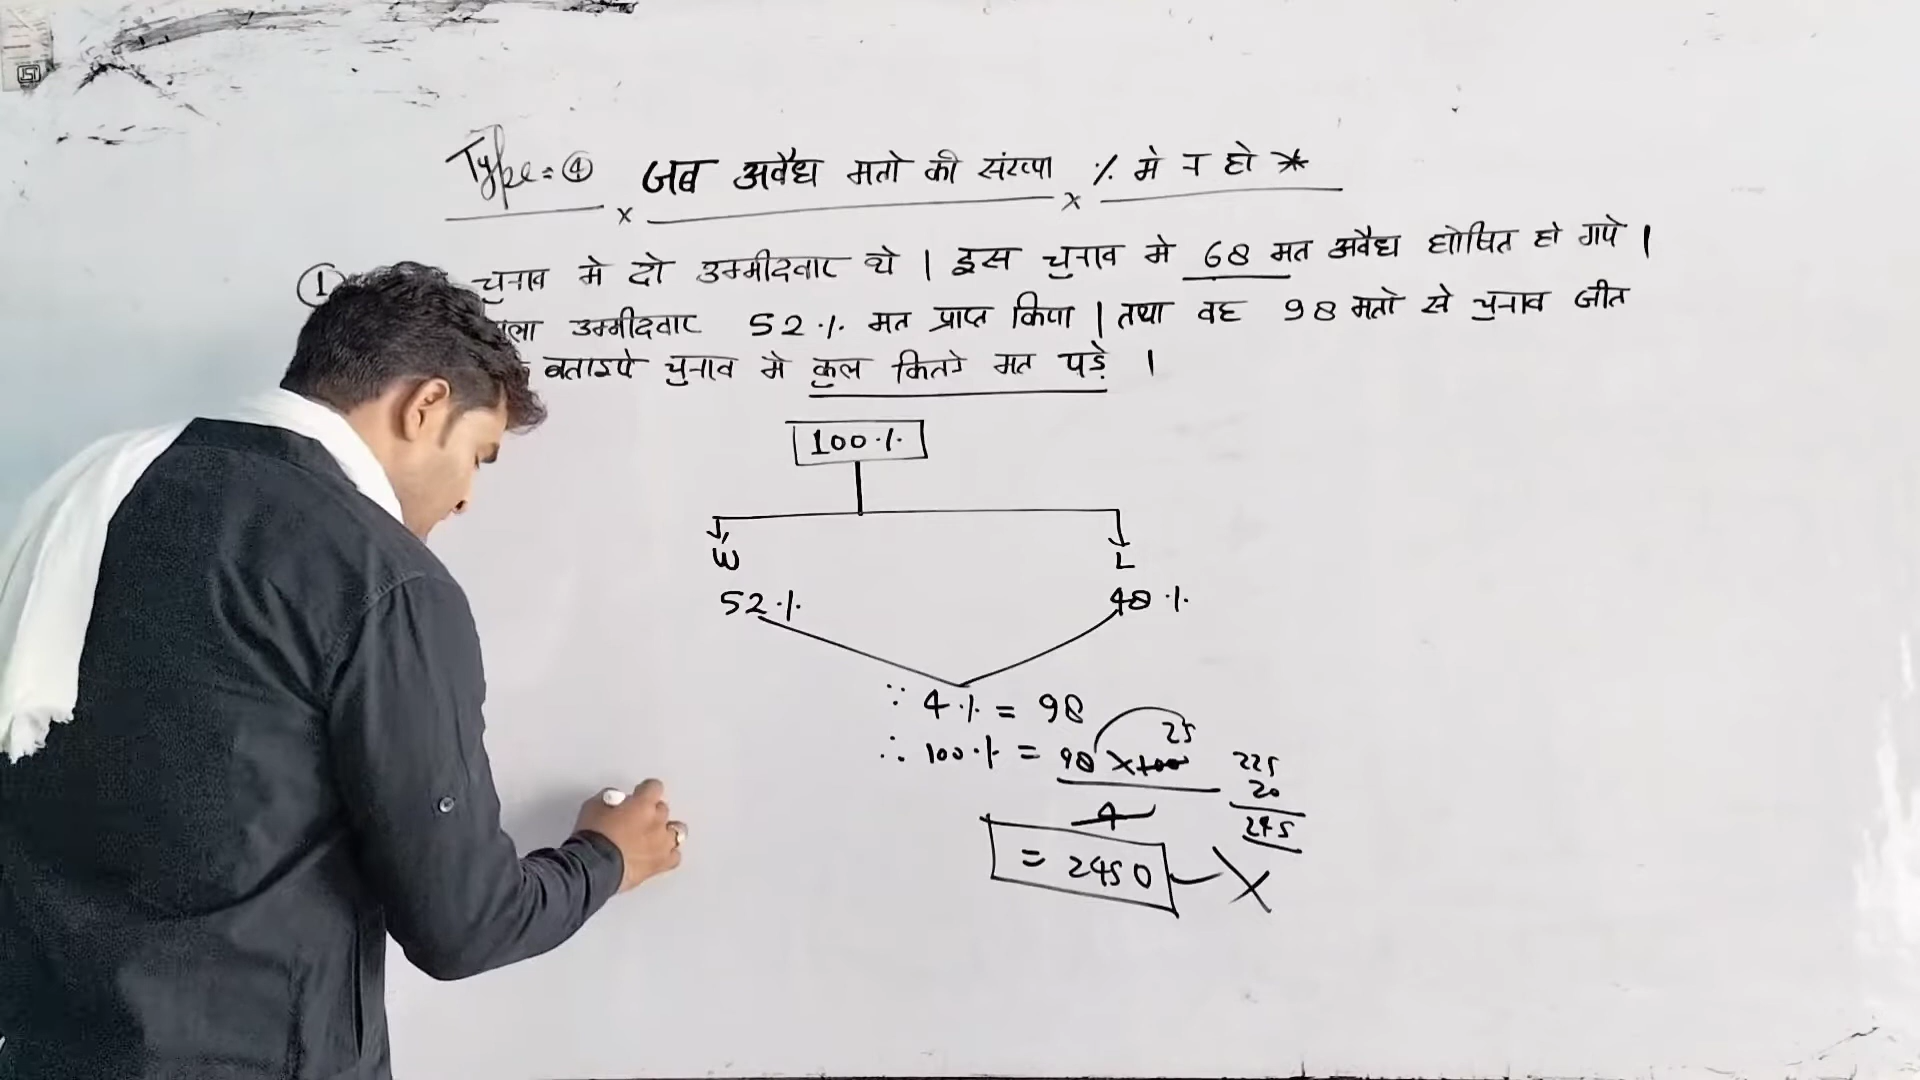 Type=④ जब अवैध मतो की संख्या % मे न हो *
① चुनाव मे दो उम्मीदवार थे | इस चुनाव मे 68 मत अवैध घोषित हो गये |
उम्मीदवार 52% मत प्राप्त किया | तथा वह 98 मतो से चुनाव जीत
बताइये चुनाव मे कुल कितने मत पड़े |
100%
W L
52% 48%
∵ 4% = 98
25
∴ 100% = 98 × 100
4
225
20
245
= 2450 X